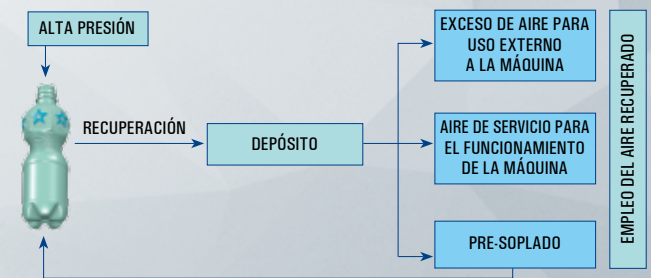 ALTA PRESIÓN
RECUPERACIÓN
DEPÓSITO
EXCESO DE AIRE PARA
USO EXTERNO
A LA MÁQUINA
AIRE DE SERVICIO PARA
EL FUNCIONAMIENTO
DE LA MÁQUINA
PRE-SOPLADO
EMPLEO DEL AIRE RECUPERADO